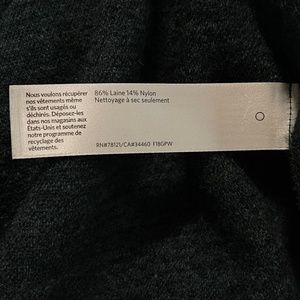 Nous voulons récupérer
nos vêtements même
s'ils sont usagés ou
déchirés. Déposez-les
dans nos magasins aux
États-Unis et soutenez
notre programme de
recyclage des
vêtements.
86% Laine 14% Nylon
Nettoyage à sec seulement
RN#78121/CA#34460 F18GPW